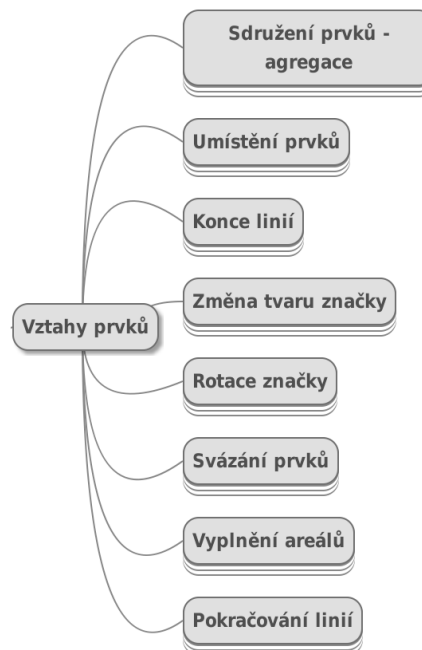 Sdružení prvků -
agregace
Umístění prvků
Konce linií
Změna tvaru značky
Vztahy prvků
Rotace značky
Svázání prvků
Vyplnění areálů
Pokračování linií